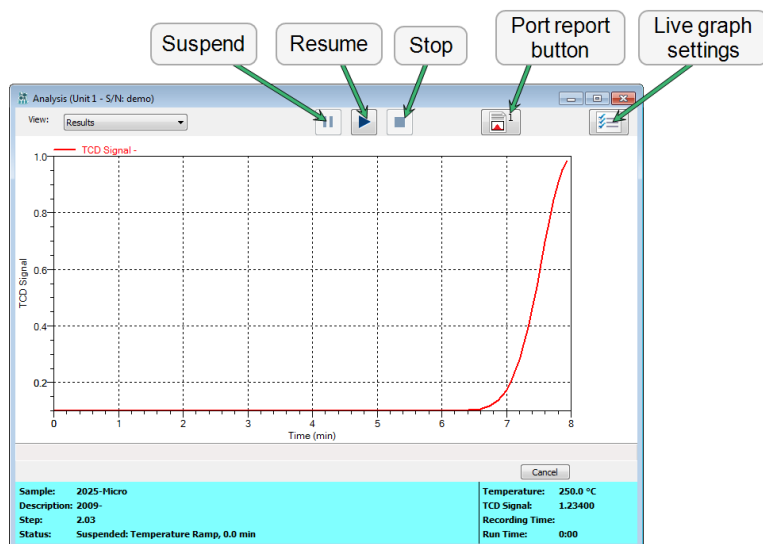 Suspend
Resume
Stop
Port report
button
Live graph
settings
Analysis (Unit 1 - S/N: demo)
View:
Results
1
TCD Signal -
1.0
0.8
0.6
0.4
0.2
TCD Signal
0 1 2 3 4 5 6 7 8
Time (min)
Cancel
Sample: 2025-Micro
Description: 2009-
Step: 2.03
Status: Suspended: Temperature Ramp, 0.0 min
Temperature: 250.0 °C
TCD Signal: 1.23400
Recording Time:
Run Time: 0:00